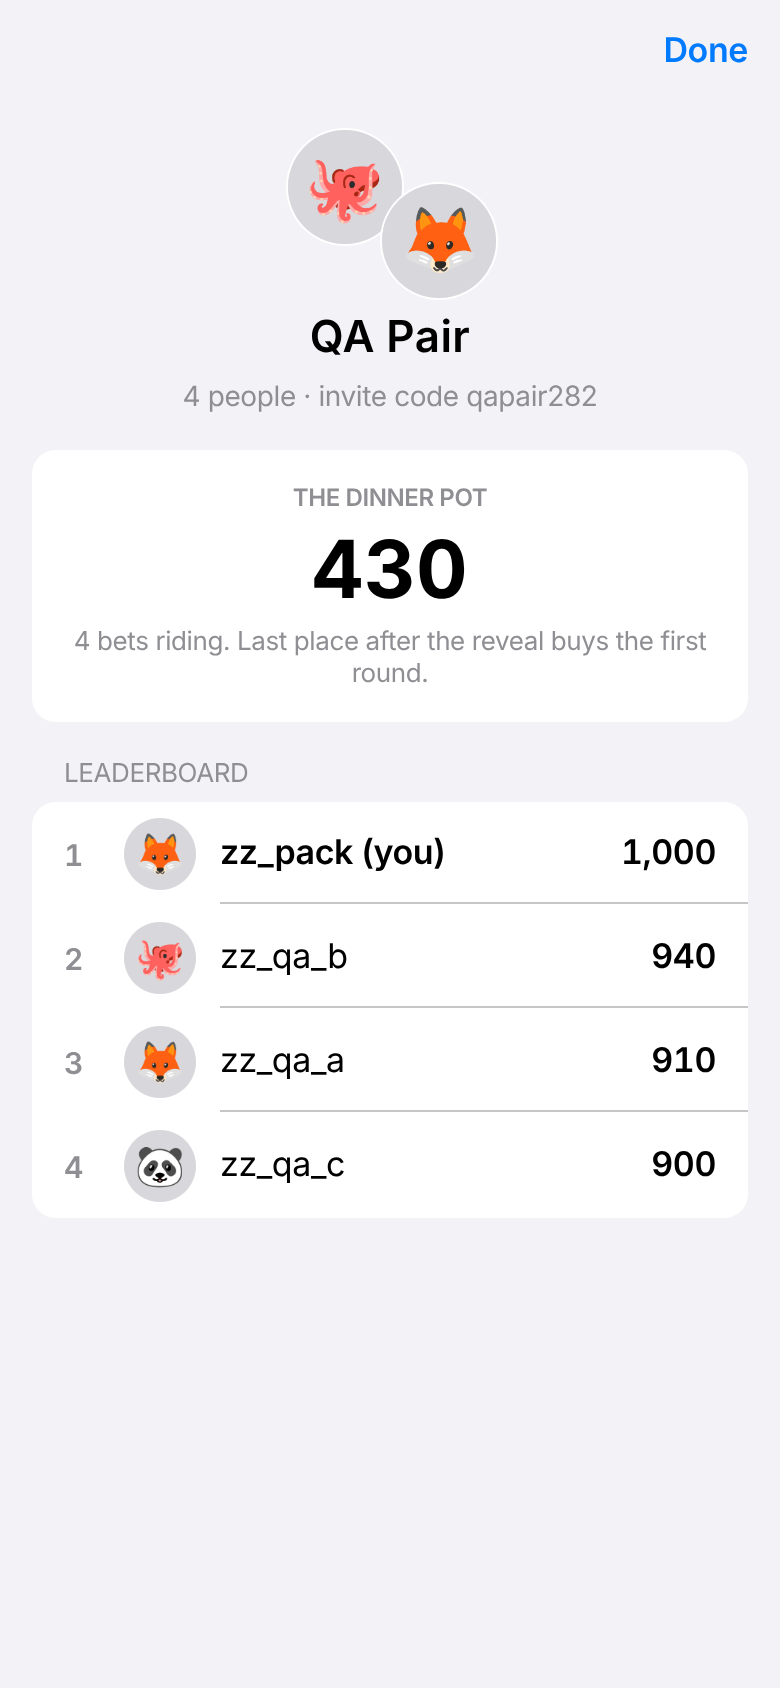 Done
QA Pair
4 people · invite code qapair282
THE DINNER POT
430
4 bets riding. Last place after the reveal buys the first
round.
LEADERBOARD
1 zz_pack (you) 1,000
2 zz_qa_b 940
3 zz_qa_a 910
4 zz_qa_c 900